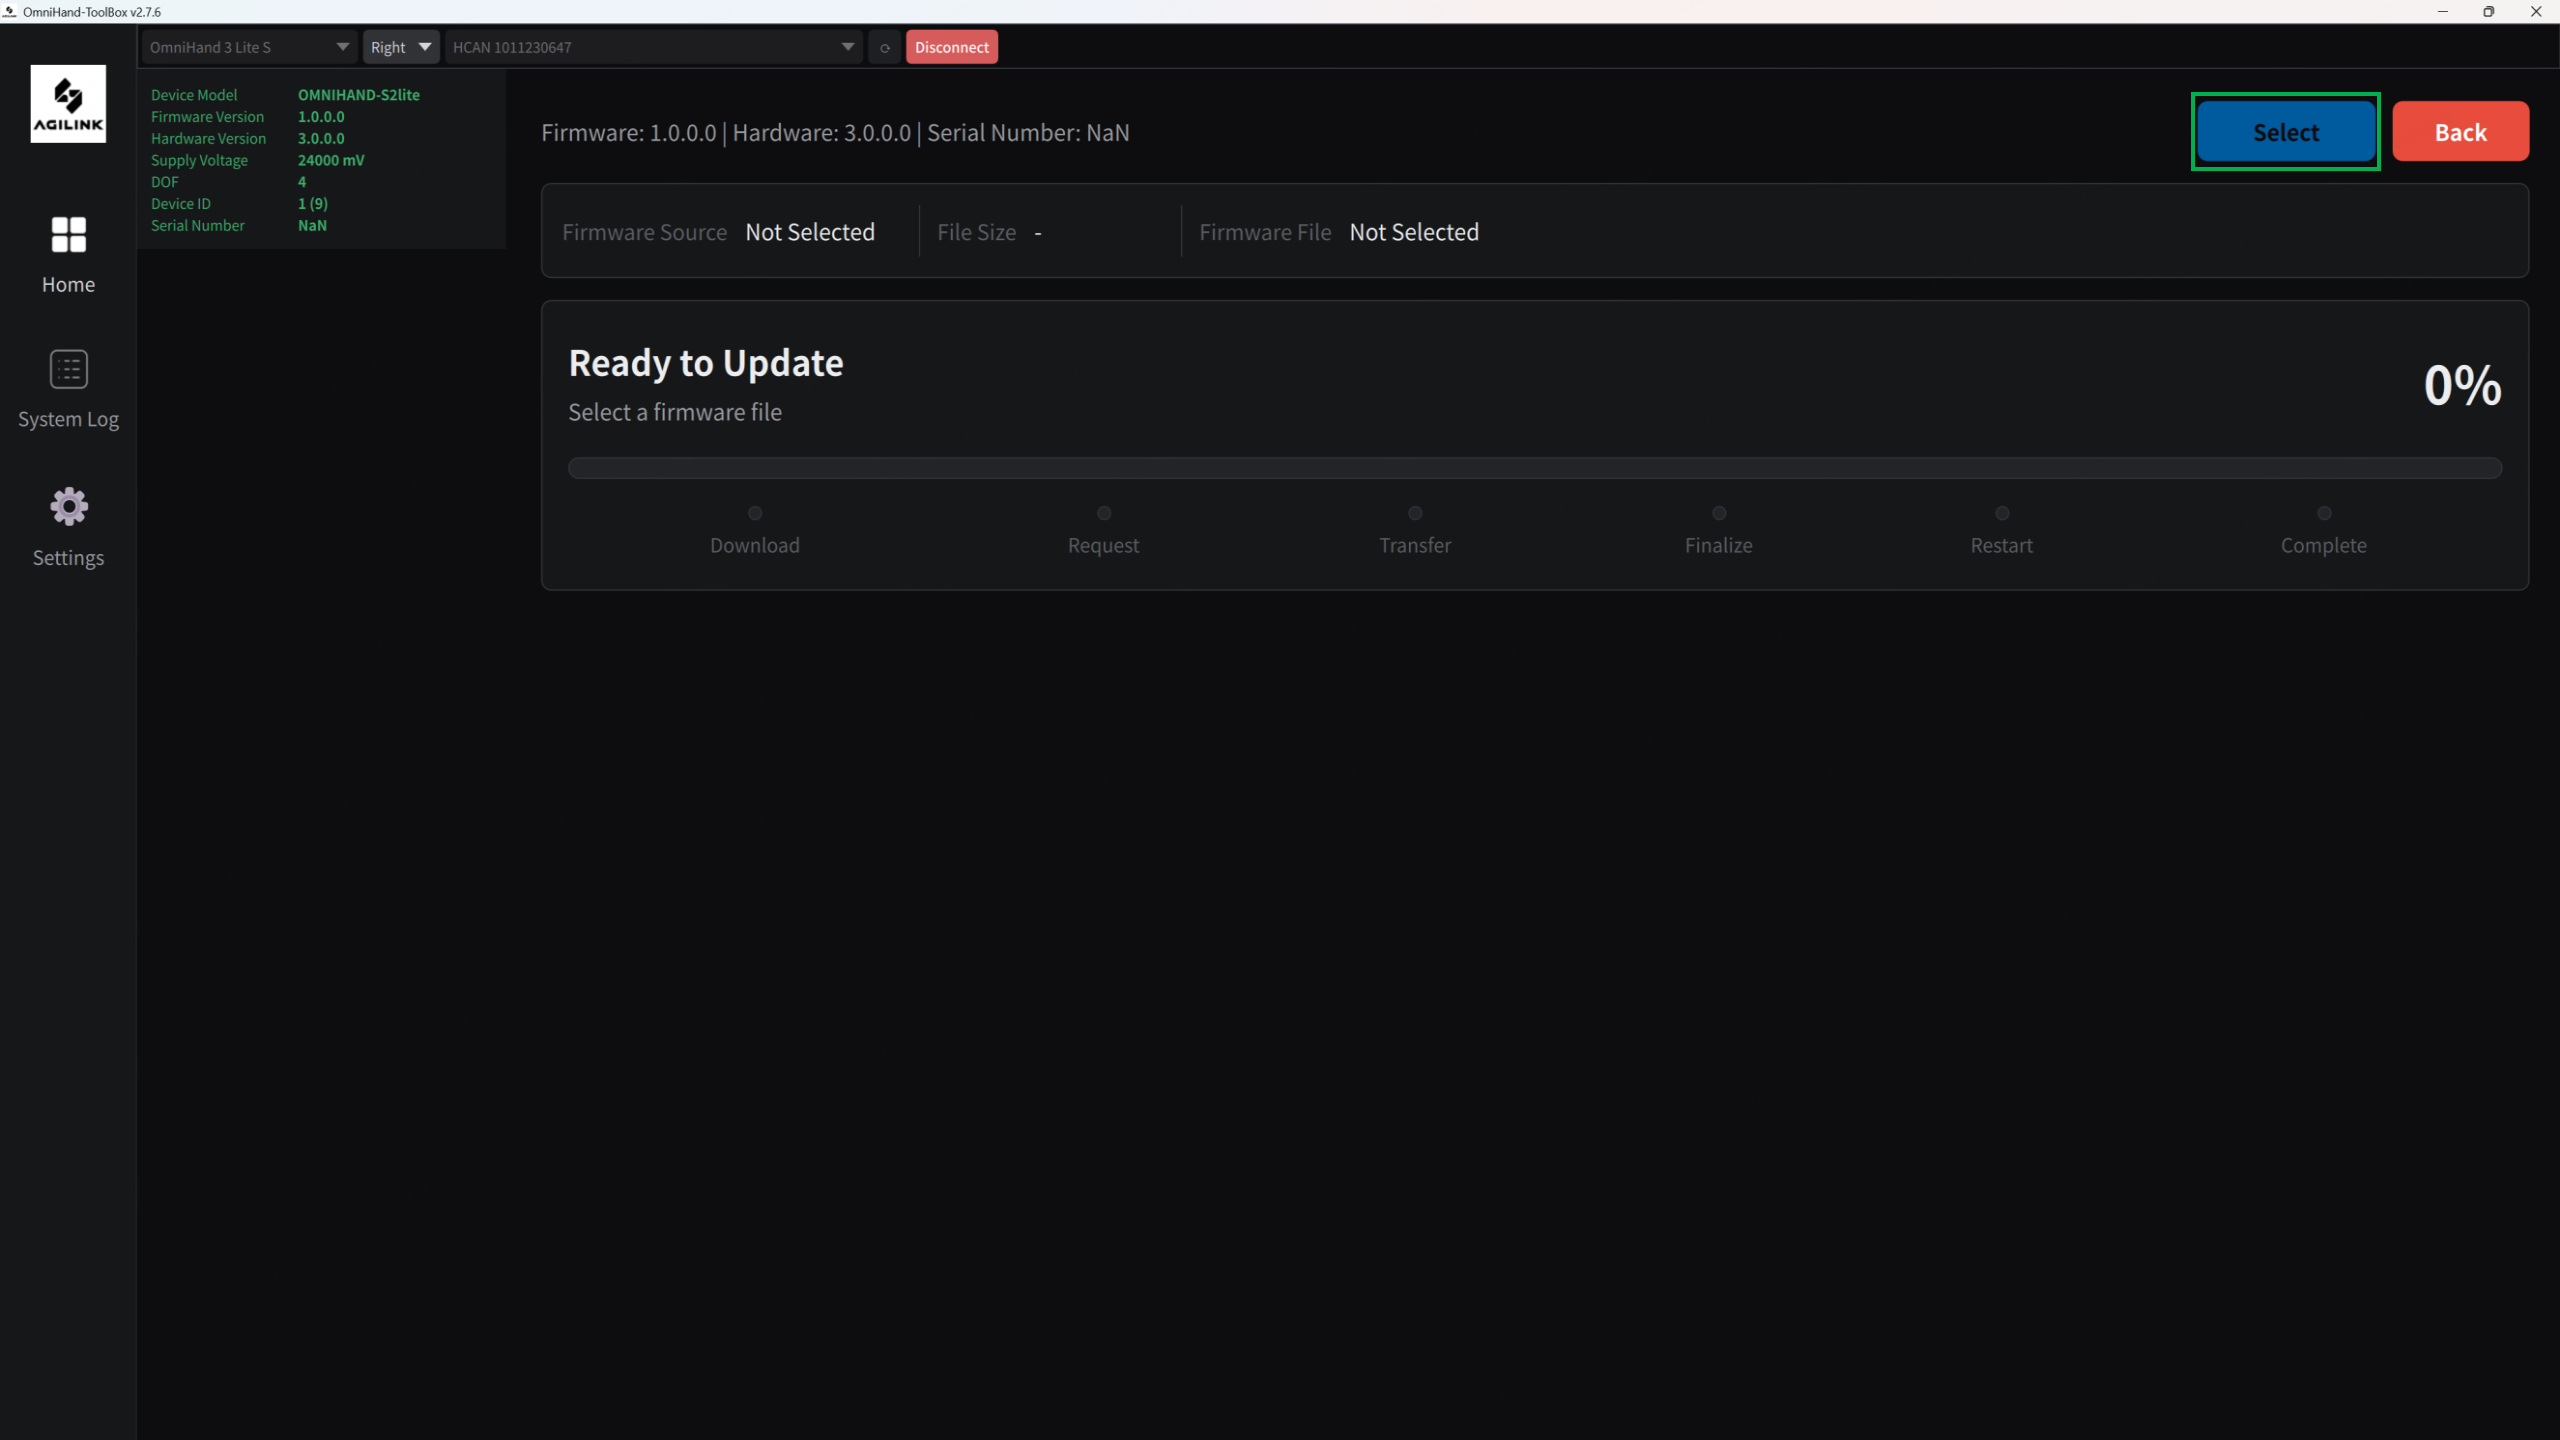 OmniHand-ToolBox v2.7.6
OmniHand 3 Lite S
Right
HCAN 1011230647
Disconnect
AGILINK
Home
System Log
Settings
Device Model OMNIHAND-S2lite
Firmware Version 1.0.0.0
Hardware Version 3.0.0.0
Supply Voltage 24000 mV
DOF 4
Device ID 1 (9)
Serial Number NaN
Firmware: 1.0.0.0 | Hardware: 3.0.0.0 | Serial Number: NaN
Select
Back
Firmware Source Not Selected
File Size -
Firmware File Not Selected
Ready to Update
Select a firmware file
0%
Download
Request
Transfer
Finalize
Restart
Complete